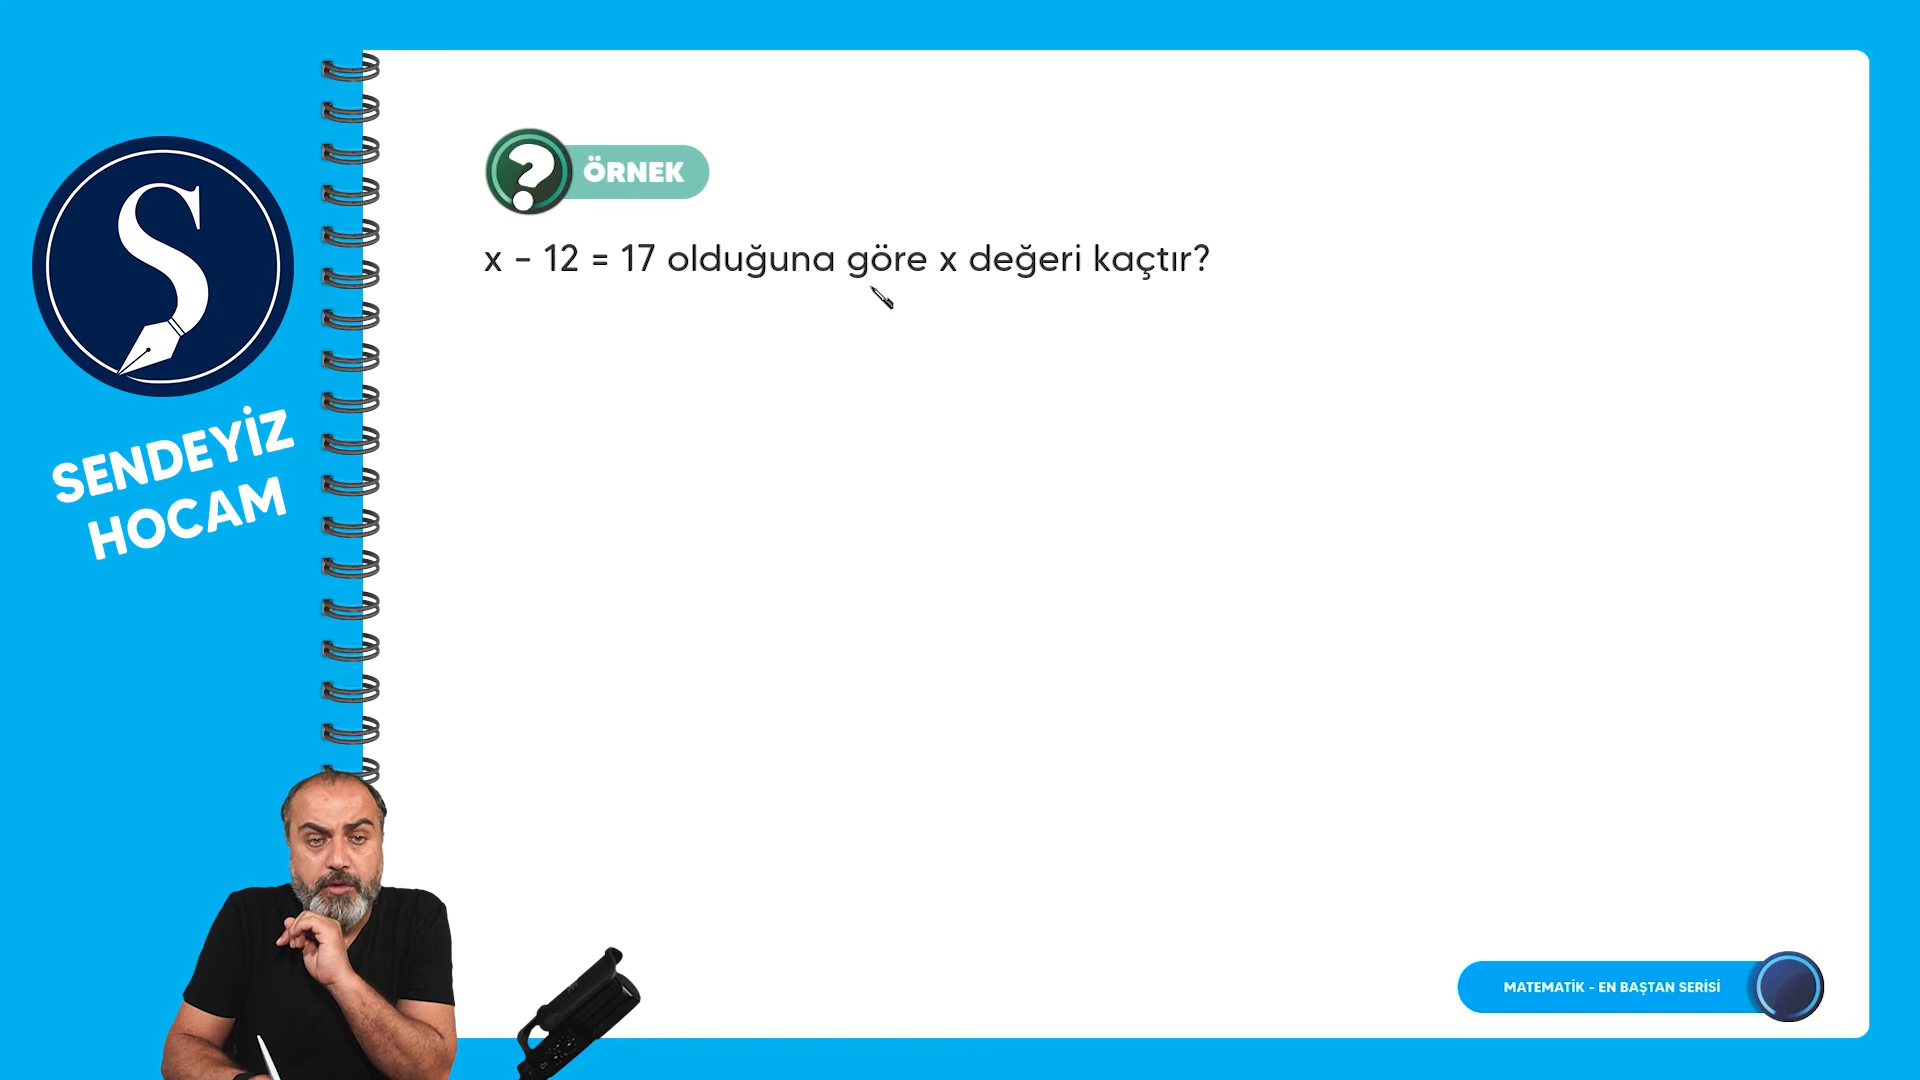 SENDEYİZ
HOCAM
ÖRNEK
x - 12 = 17 olduğuna göre x değeri kaçtır?
MATEMATİK - EN BAŞTAN SERİSİ